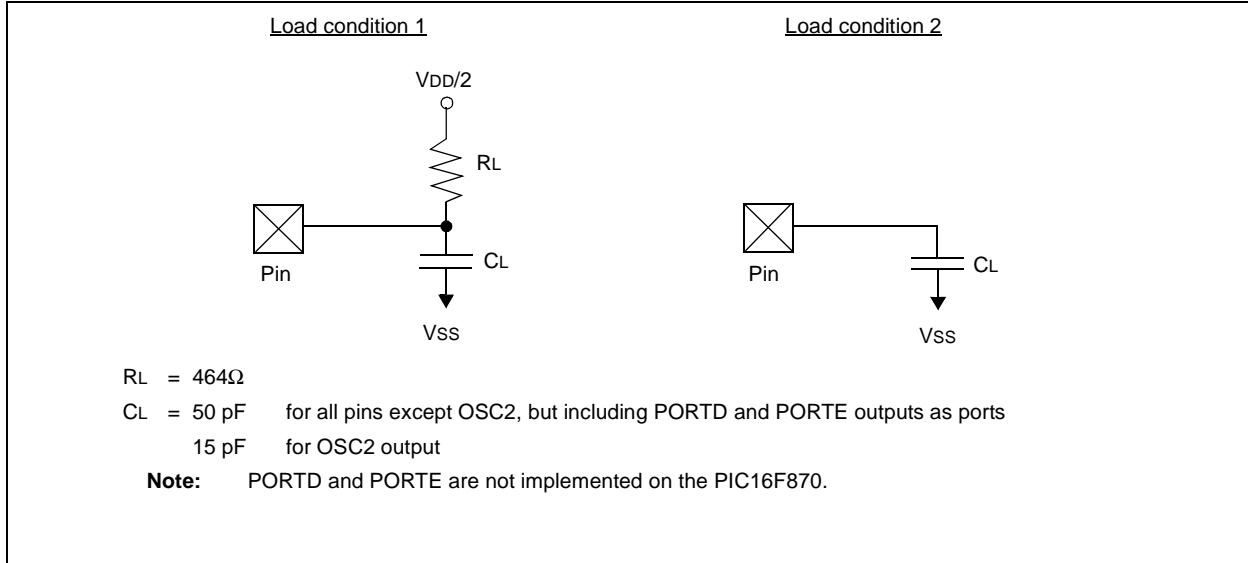 Load condition 1
Load condition 2
VDD/2
RL
Pin
CL
VSS
Pin
CL
VSS
RL = 464Ω
CL = 50 pF for all pins except OSC2, but including PORTD and PORTE outputs as ports
15 pF for OSC2 output
Note: PORTD and PORTE are not implemented on the PIC16F870.